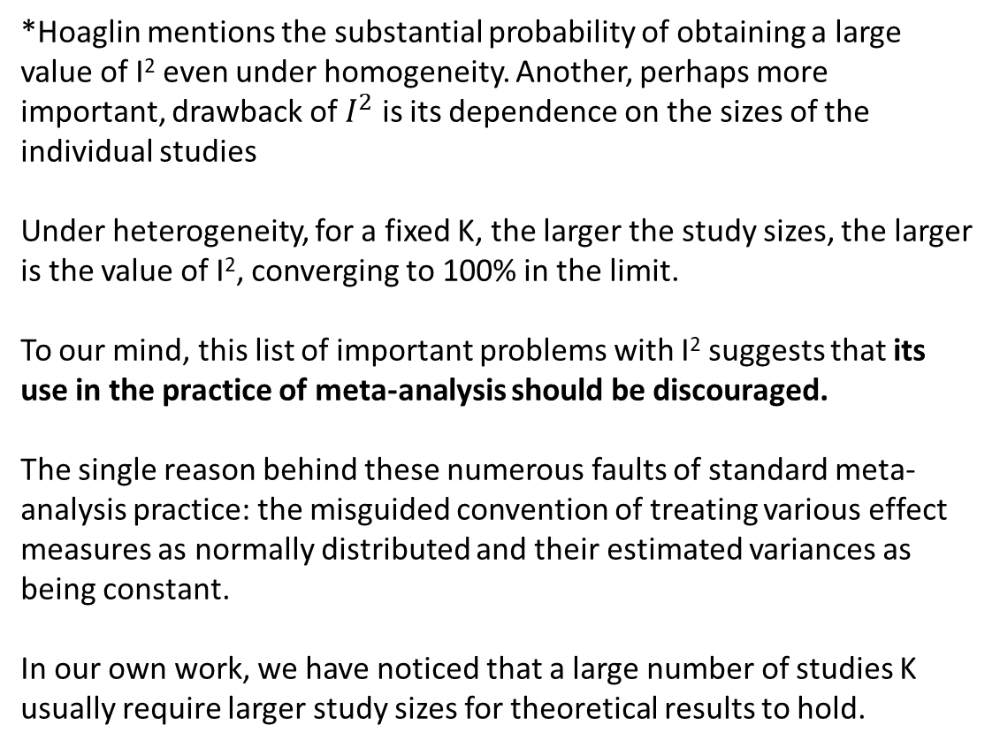 *Hoaglin mentions the substantial probability of obtaining a large
value of I² even under homogeneity. Another, perhaps more
important, drawback of 𝐼² is its dependence on the sizes of the
individual studies
Under heterogeneity, for a fixed K, the larger the study sizes, the larger
is the value of I², converging to 100% in the limit.
To our mind, this list of important problems with I² suggests that its
use in the practice of meta-analysis should be discouraged.
The single reason behind these numerous faults of standard meta-
analysis practice: the misguided convention of treating various effect
measures as normally distributed and their estimated variances as
being constant.
In our own work, we have noticed that a large number of studies K
usually require larger study sizes for theoretical results to hold.